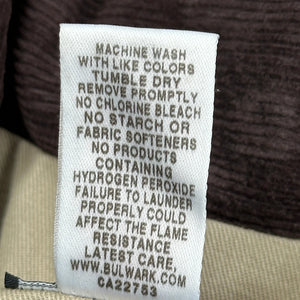 MACHINE WASH
WITH LIKE COLORS
TUMBLE DRY
REMOVE PROMPTLY
NO CHLORINE BLEACH
NO STARCH OR
FABRIC SOFTENERS
NO PRODUCTS
CONTAINING
HYDROGEN PEROXIDE
FAILURE TO LAUNDER
PROPERLY COULD
AFFECT THE FLAME
RESISTANCE
LATEST CARE,
WWW.BULWARK.COM
CA22753